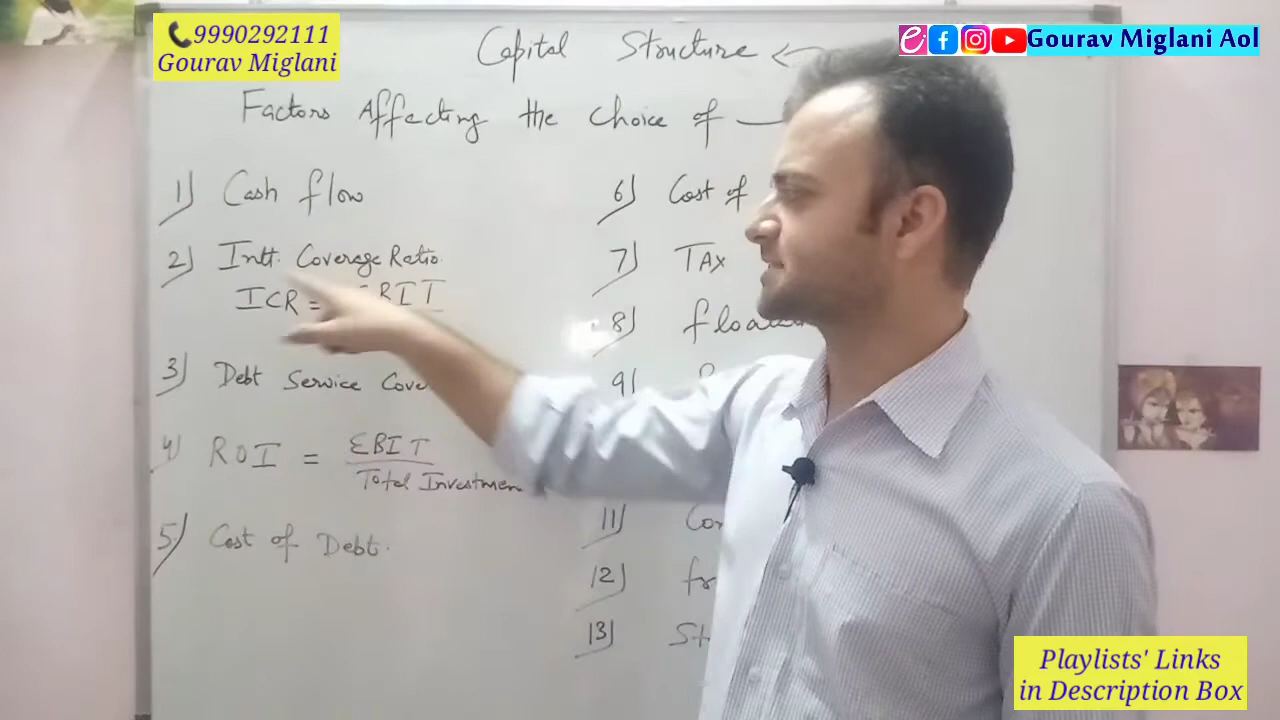 9990292111
Gourav Miglani
Gourav Miglani Aol
Capital Structure
Factors Affecting the choice of
1) Cash flow
2) Intt. Coverage Ratio.
ICR = EBIT
3) Debt Service
4) ROI = EBIT
Total
5) Cost of Debt.
6) Cost of
7) TAX
8)
9)
11)
12)
13)
Playlists' Links
in Description Box